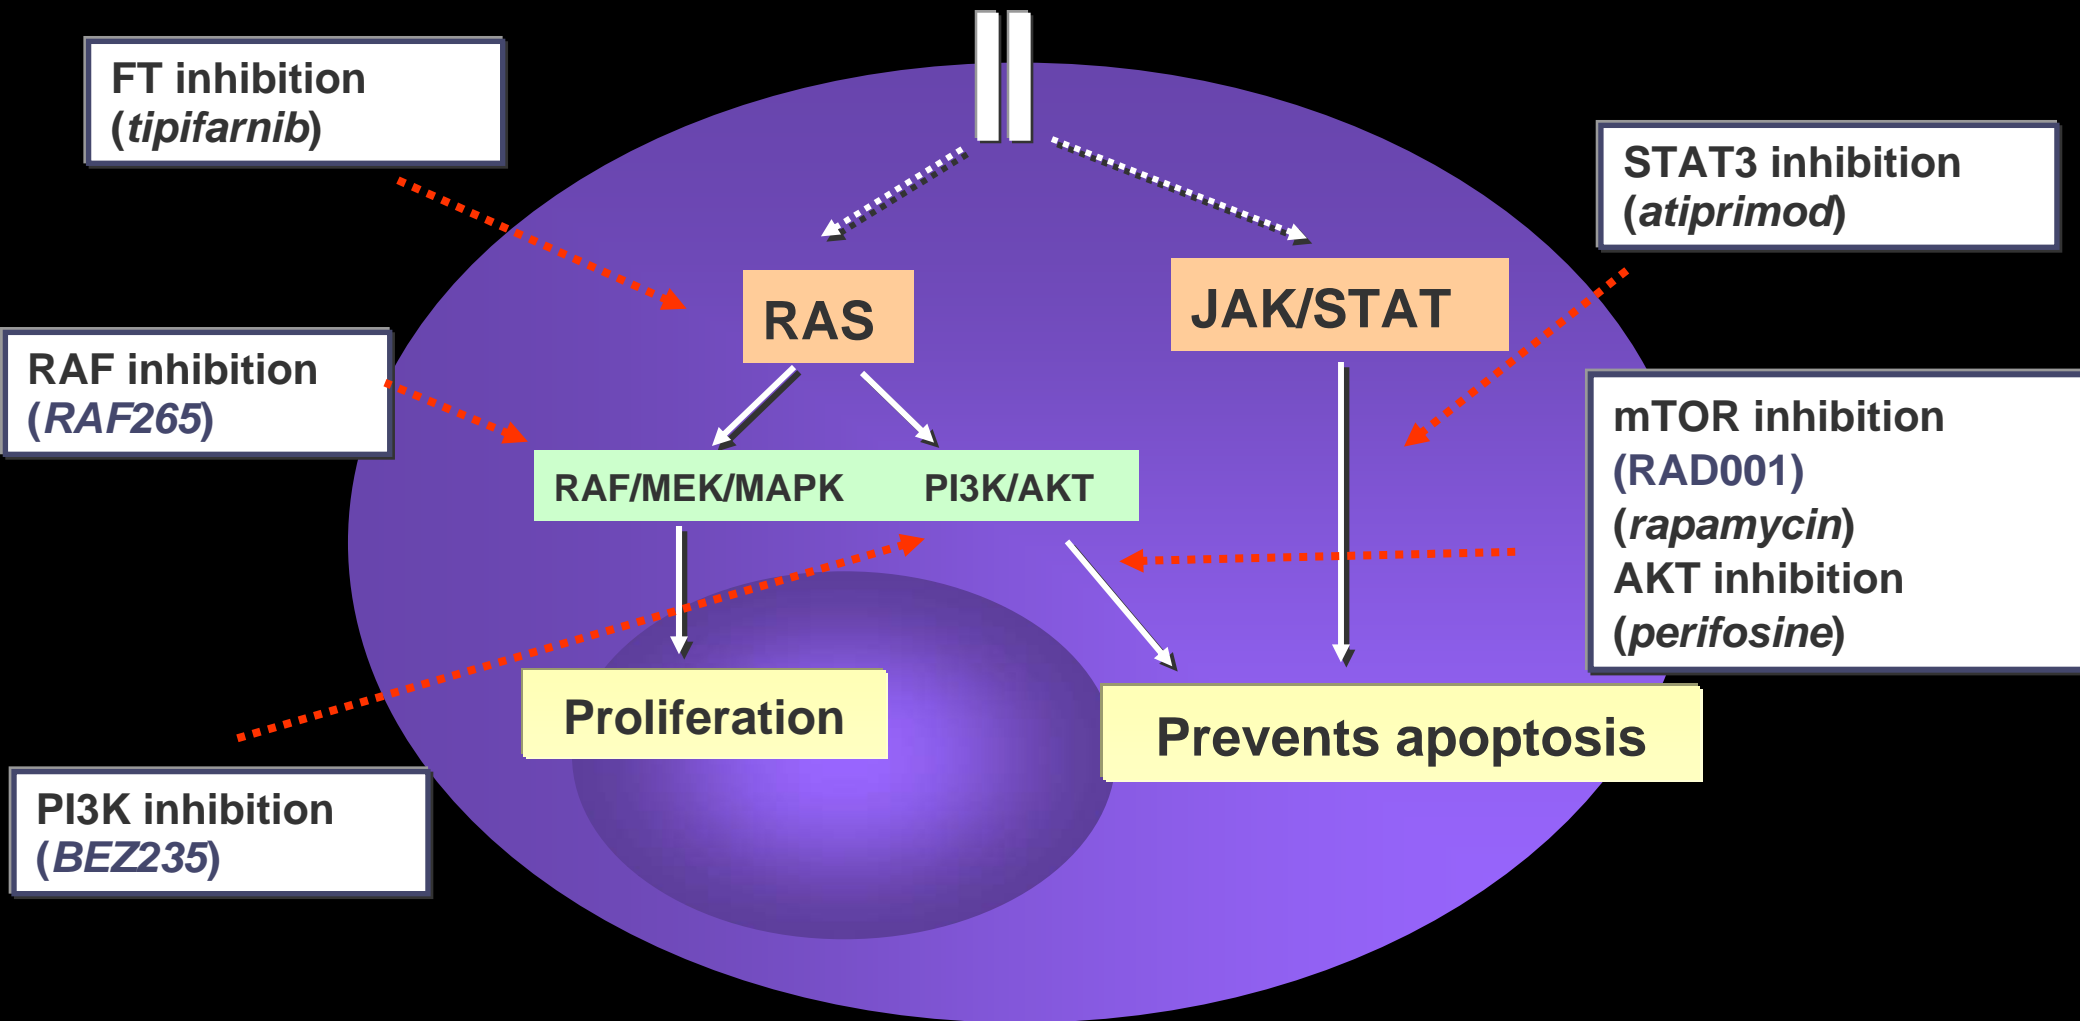 FT inhibition
(tipifarnib)
STAT3 inhibition
(atiprimod)
RAS
JAK/STAT
RAF inhibition
(RAF265)
mTOR inhibition
(RAD001)
(rapamycin)
AKT inhibition
(perifosine)
RAF/MEK/MAPK PI3K/AKT
Proliferation
Prevents apoptosis
PI3K inhibition
(BEZ235)